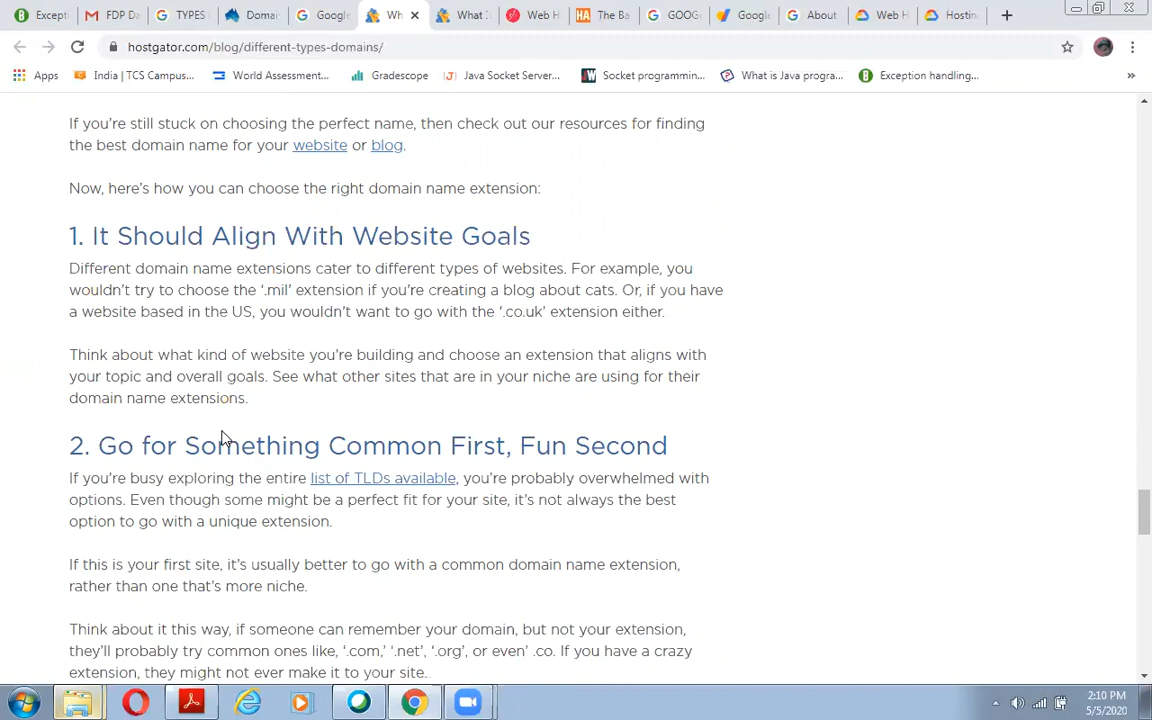 Excepti
FDP Da
TYPES
Domai
Google
Wh
What I
Web H
The Ba
GOOG
Google
About
Web H
Hostin
hostgator.com/blog/different-types-domains/
Apps
India | TCS Campus...
World Assessment...
Gradescope
Java Socket Server...
Socket programmin...
What is Java progra...
Exception handling...
If you're still stuck on choosing the perfect name, then check out our resources for finding
the best domain name for your website or blog.
Now, here's how you can choose the right domain name extension:
1. It Should Align With Website Goals
Different domain name extensions cater to different types of websites. For example, you
wouldn't try to choose the '.mil' extension if you're creating a blog about cats. Or, if you have
a website based in the US, you wouldn't want to go with the '.co.uk' extension either.
Think about what kind of website you're building and choose an extension that aligns with
your topic and overall goals. See what other sites that are in your niche are using for their
domain name extensions.
2. Go for Something Common First, Fun Second
If you're busy exploring the entire list of TLDs available, you're probably overwhelmed with
options. Even though some might be a perfect fit for your site, it's not always the best
option to go with a unique extension.
If this is your first site, it's usually better to go with a common domain name extension,
rather than one that's more niche.
Think about it this way, if someone can remember your domain, but not your extension,
they'll probably try common ones like, '.com,' '.net', '.org', or even' .co. If you have a crazy
extension, they might not ever make it to your site.
2:10 PM
5/5/2020